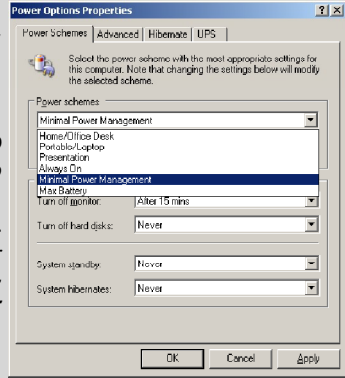 Power Options Properties
Power Schemes Advanced Hibernate UPS
Select the power scheme with the most appropriate settings for
this computer. Note that changing the settings below will modify
the selected scheme.
Power schemes
Minimal Power Management
Home/Office Desk
Portable/Laptop
Presentation
Always On
Minimal Power Management
Max Battery
Turn off monitor: After 15 mins
Turn off hard disks: Never
System standby: Never
System hibernates: Never
OK Cancel Apply